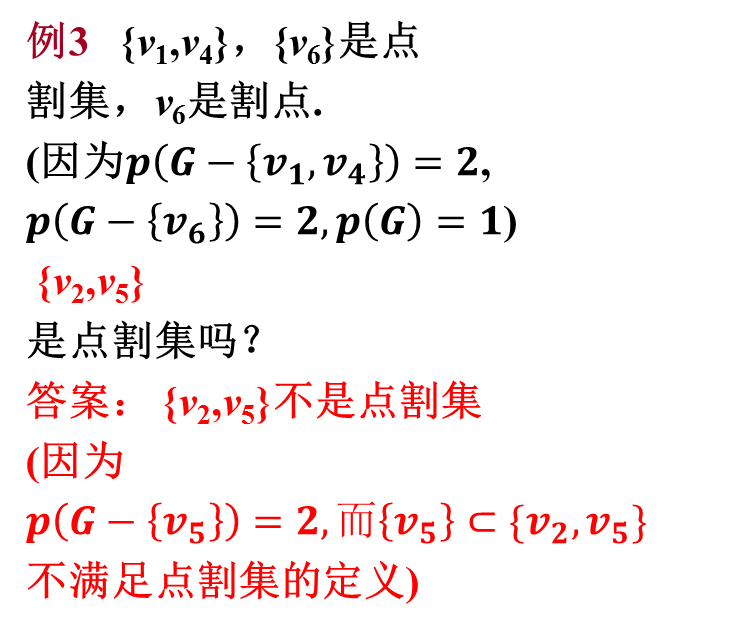 例3 {v₁,v₄}，{v₆}是点
割集，v₆是割点.
(因为p(G − {v₁, v₄}) = 2,
p(G − {v₆}) = 2, p(G) = 1)
{v₂,v₅}
是点割集吗？
答案： {v₂,v₅}不是点割集
(因为
p(G − {v₅}) = 2, 而{v₅} ⊂ {v₂, v₅}
不满足点割集的定义)